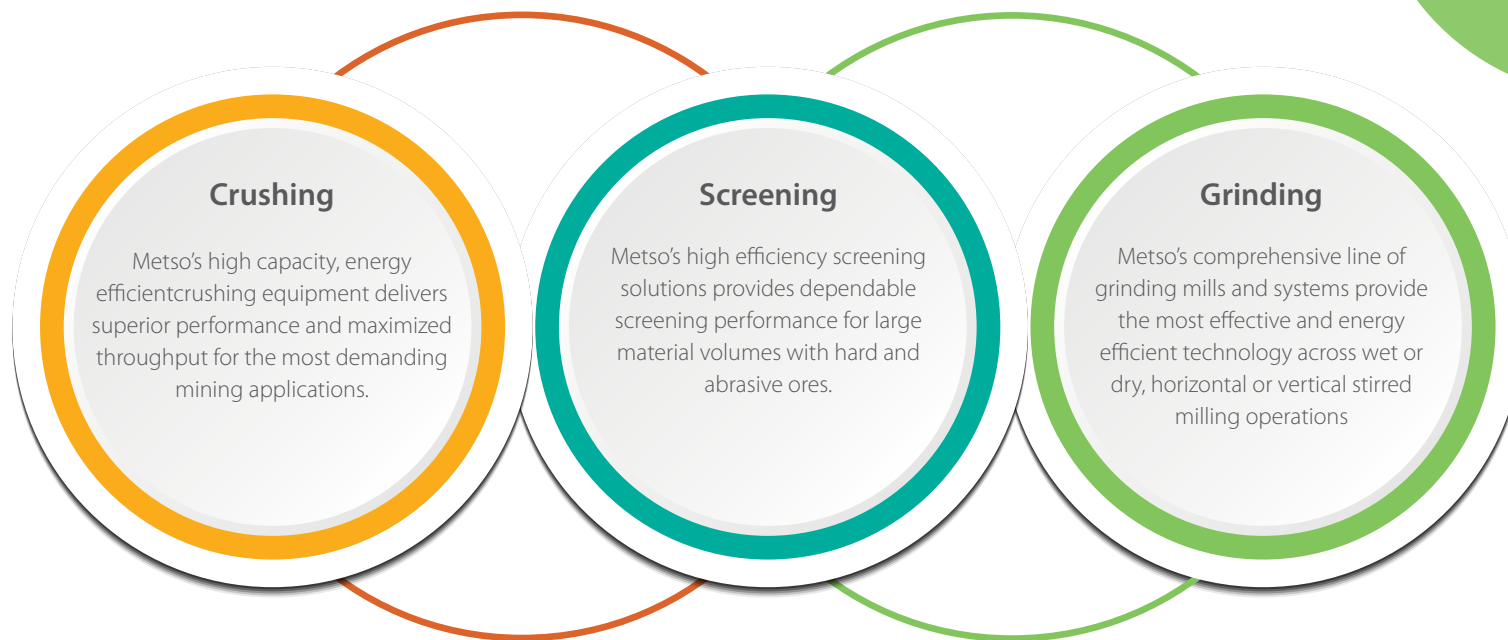 Crushing
Metso’s high capacity, energy
efficientcrushing equipment delivers
superior performance and maximized
throughput for the most demanding
mining applications.
Screening
Metso’s high efficiency screening
solutions provides dependable
screening performance for large
material volumes with hard and
abrasive ores.
Grinding
Metso’s comprehensive line of
grinding mills and systems provide
the most effective and energy
efficient technology across wet or
dry, horizontal or vertical stirred
milling operations